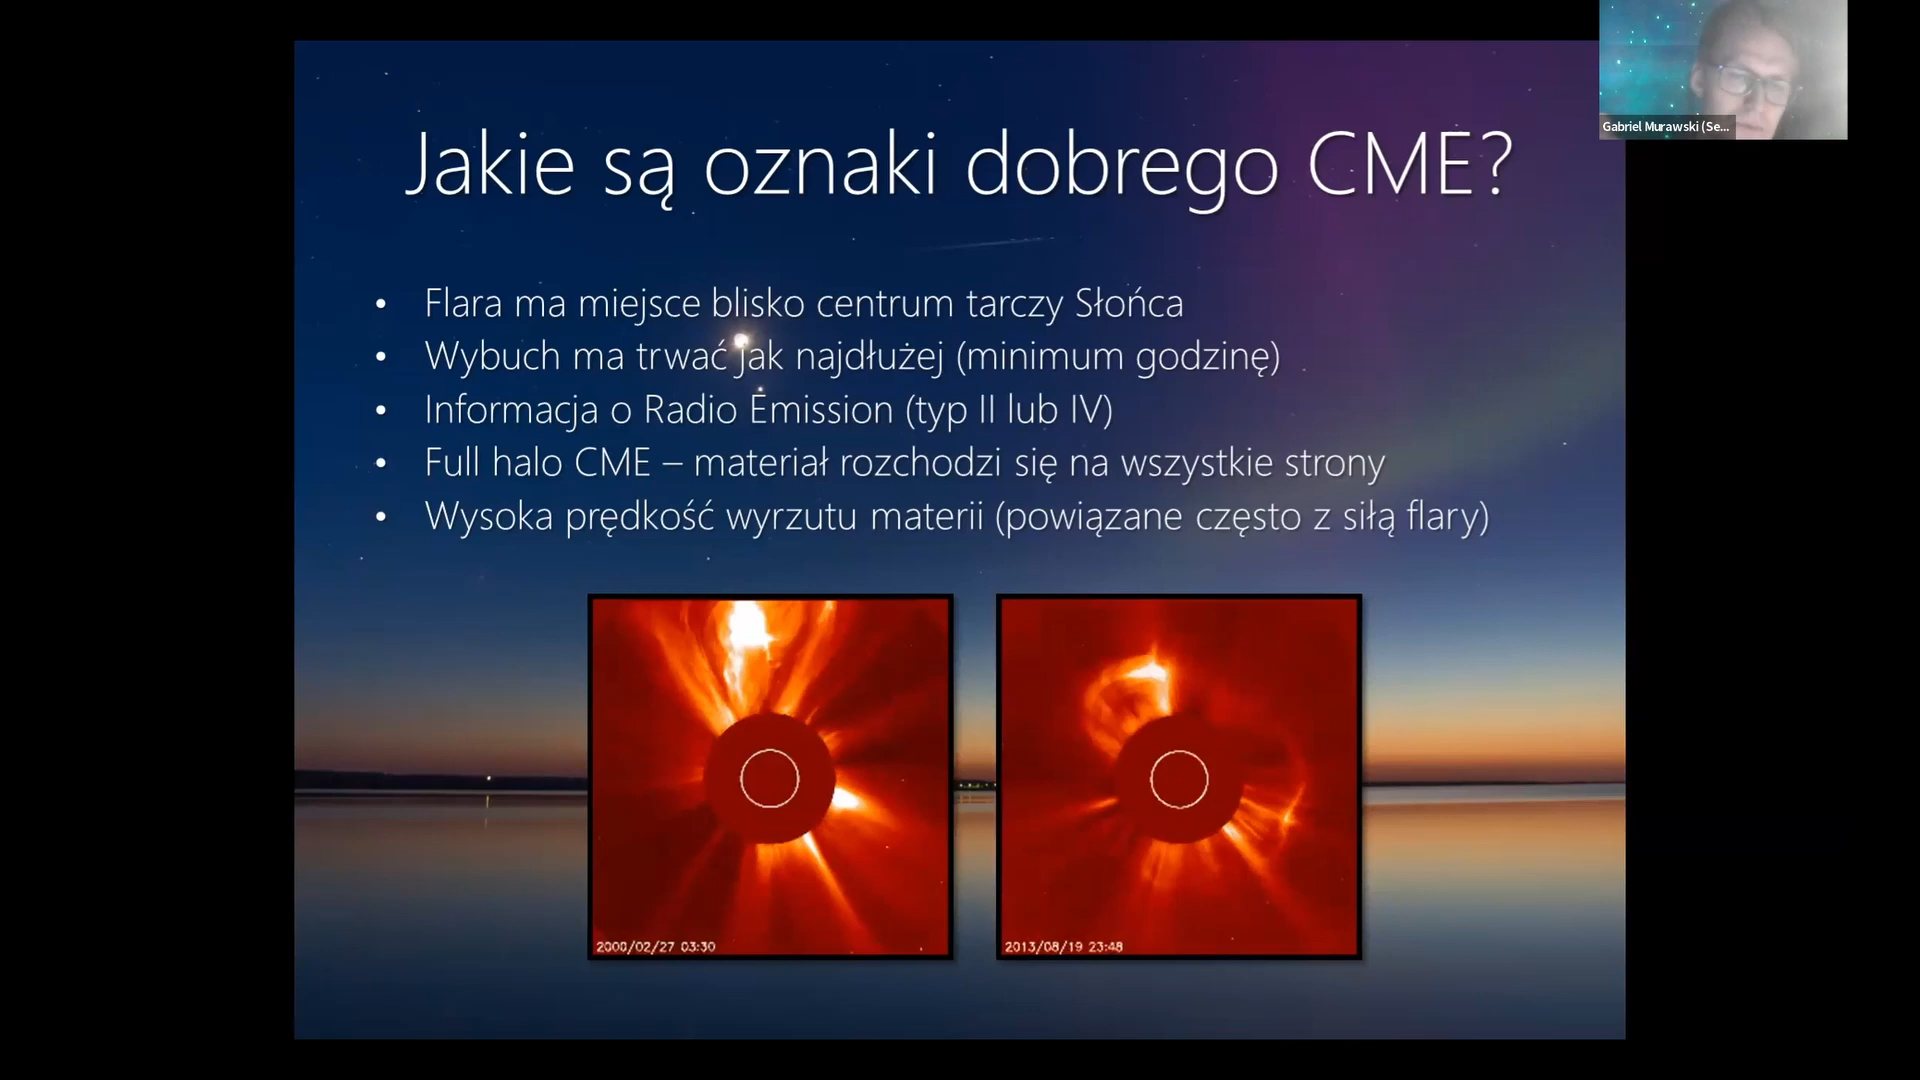 Gabriel Murawski (Se...
Jakie są oznaki dobrego CME?
• Flara ma miejsce blisko centrum tarczy Słońca
• Wybuch ma trwać jak najdłużej (minimum godzinę)
• Informacja o Radio Emission (typ II lub IV)
• Full halo CME – materiał rozchodzi się na wszystkie strony
• Wysoka prędkość wyrzutu materii (powiązane często z siłą flary)
2000/02/27 03:30
2013/08/19 23:48